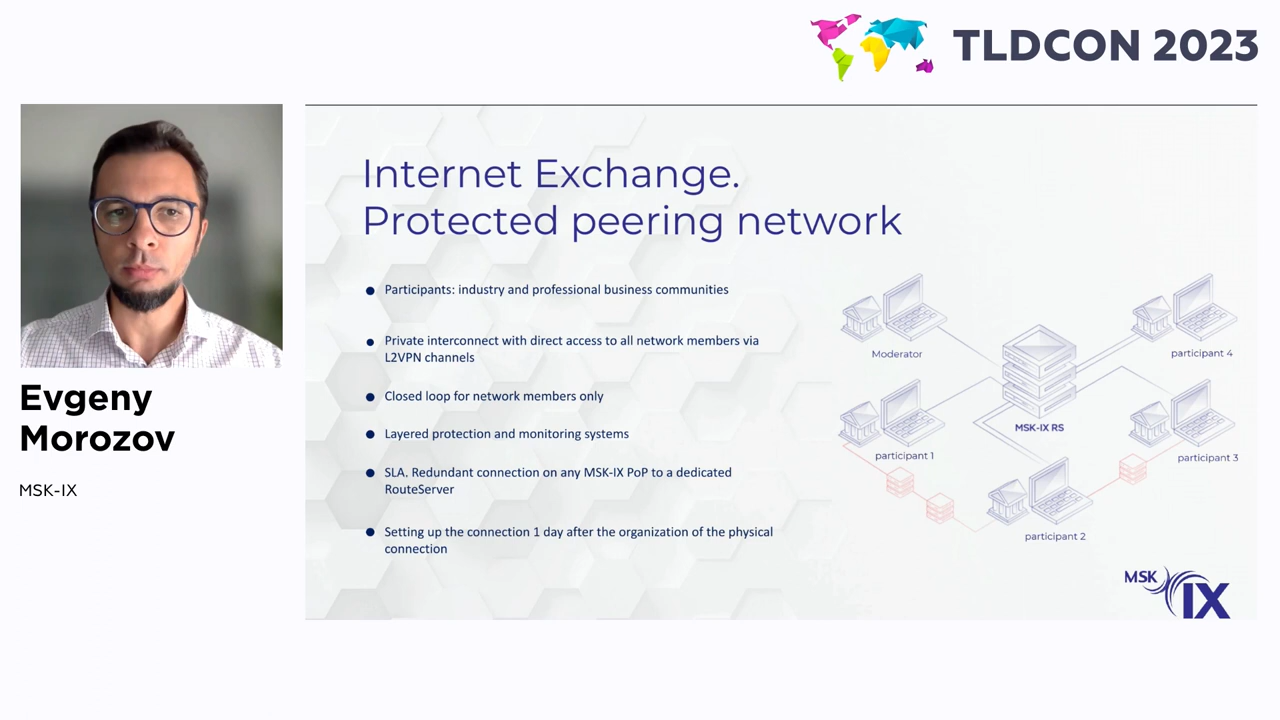 TLDCON 2023
Internet Exchange.
Protected peering network
Participants: industry and professional business communities
Private interconnect with direct access to all network members via
L2VPN channels
Closed loop for network members only
Layered protection and monitoring systems
SLA. Redundant connection on any MSK-IX PoP to a dedicated
RouteServer
Setting up the connection 1 day after the organization of the physical
connection
Moderator
participant 4
MSK-IX RS
participant 1
participant 3
participant 2
MSK
IX
Evgeny
Morozov
MSK-IX